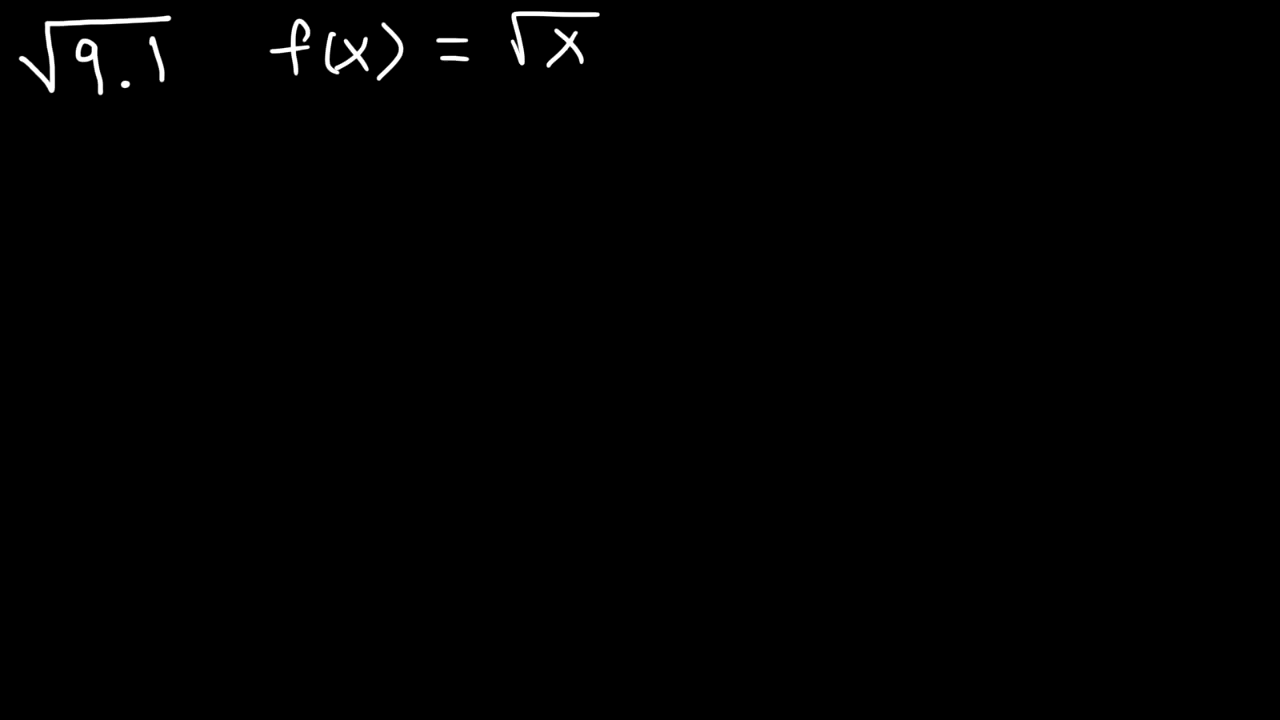 √9.1 f(x) = √x